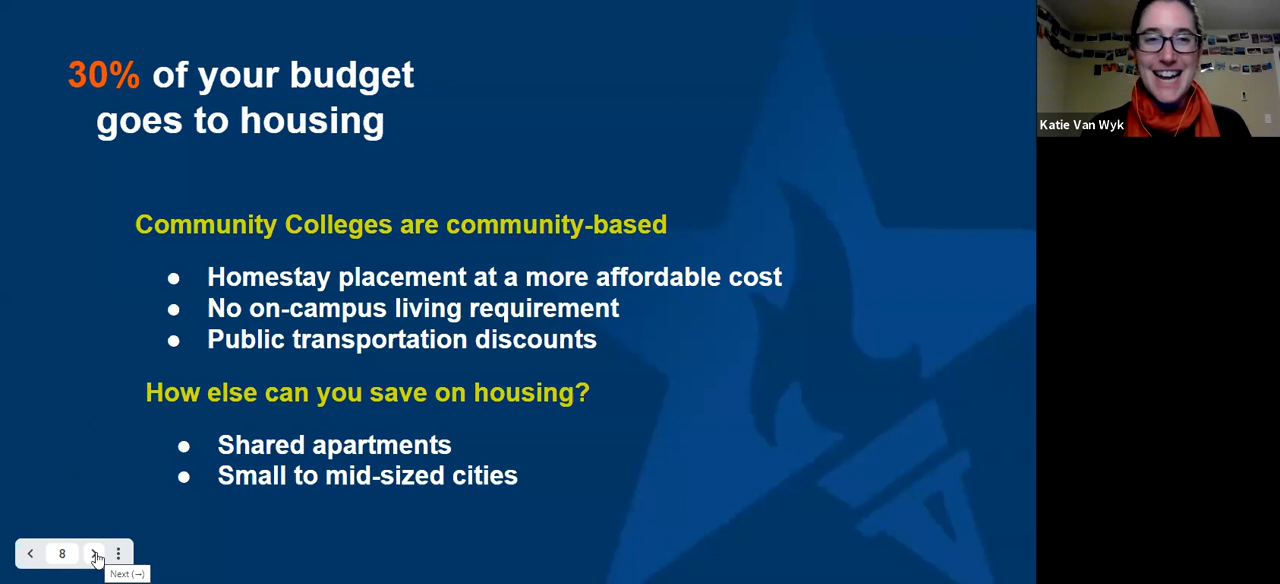 30% of your budget
goes to housing
Community Colleges are community-based
● Homestay placement at a more affordable cost
● No on-campus living requirement
● Public transportation discounts
How else can you save on housing?
● Shared apartments
● Small to mid-sized cities
Katie Van Wyk
8
Next (→)